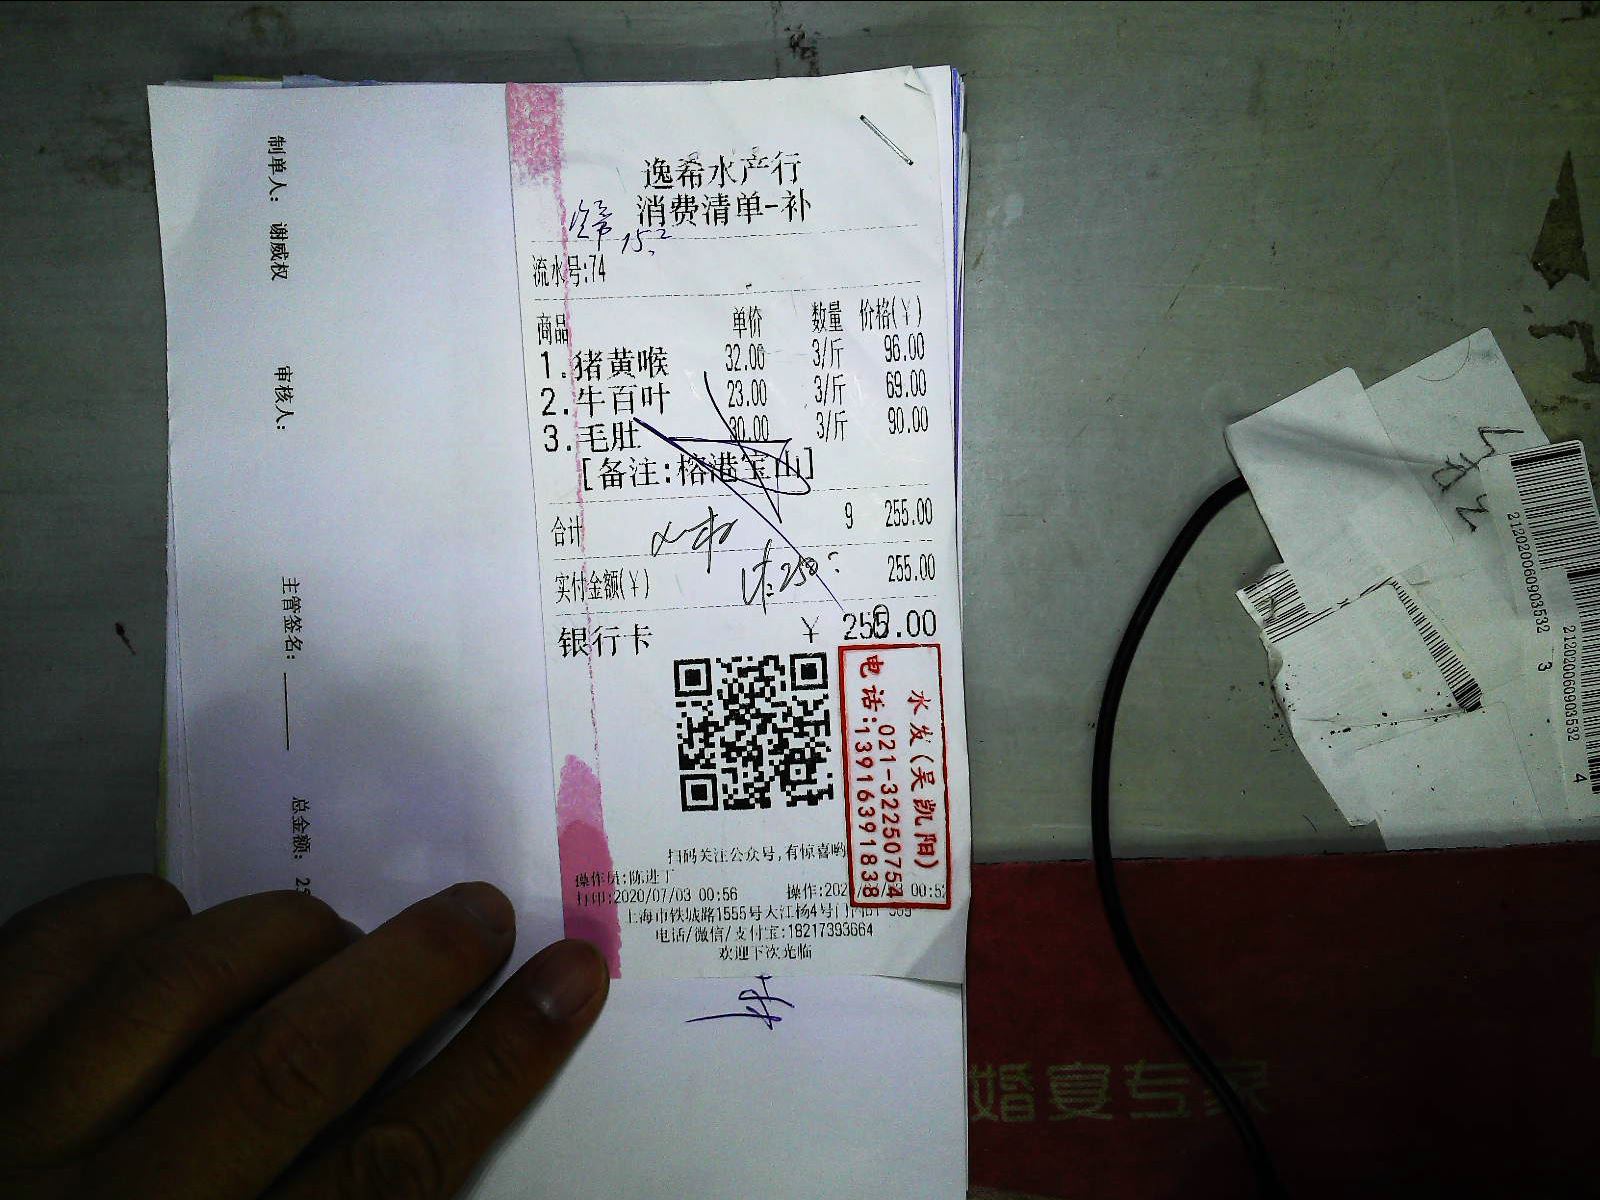 逸希水产行
消费清单-补
流水号:74
商品 单价 数量 价格(￥)
1.猪黄喉 32.00 3/斤 96.00
2.牛百叶 23.00 3/斤 69.00
3.毛肚 30.00 3/斤 90.00
[备注:榕港宝山]
合计 9 255.00
实付金额(￥) 255.00
银行卡 ￥ 255.00
水发(吴凯阳)
电话:021-32250754
13916391838
扫码关注公众号,有惊喜哟
操作员:陈进
打印:2020/07/03 00:56 操作:202
上海市铁城路1555号大江杨4号门
电话/微信/支付宝:18217393664
欢迎下次光临
制单人: 谢威权 审核人: 主管签名: 总金额:
212020060903532 3
212020060903532 4
婚宴专家